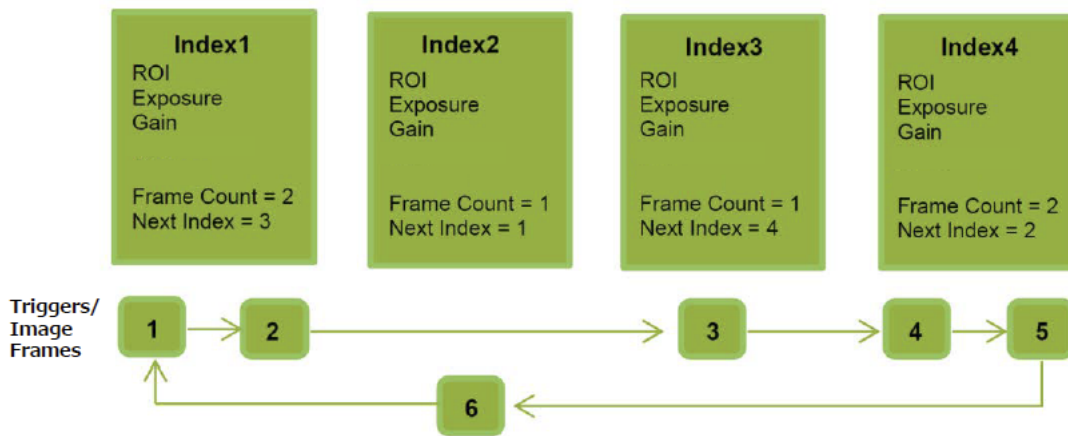 Index1
ROI
Exposure
Gain
Frame Count = 2
Next Index = 3
Index2
ROI
Exposure
Gain
Frame Count = 1
Next Index = 1
Index3
ROI
Exposure
Gain
Frame Count = 1
Next Index = 4
Index4
ROI
Exposure
Gain
Frame Count = 2
Next Index = 2
Triggers/
Image
Frames
1
2
3
4
5
6